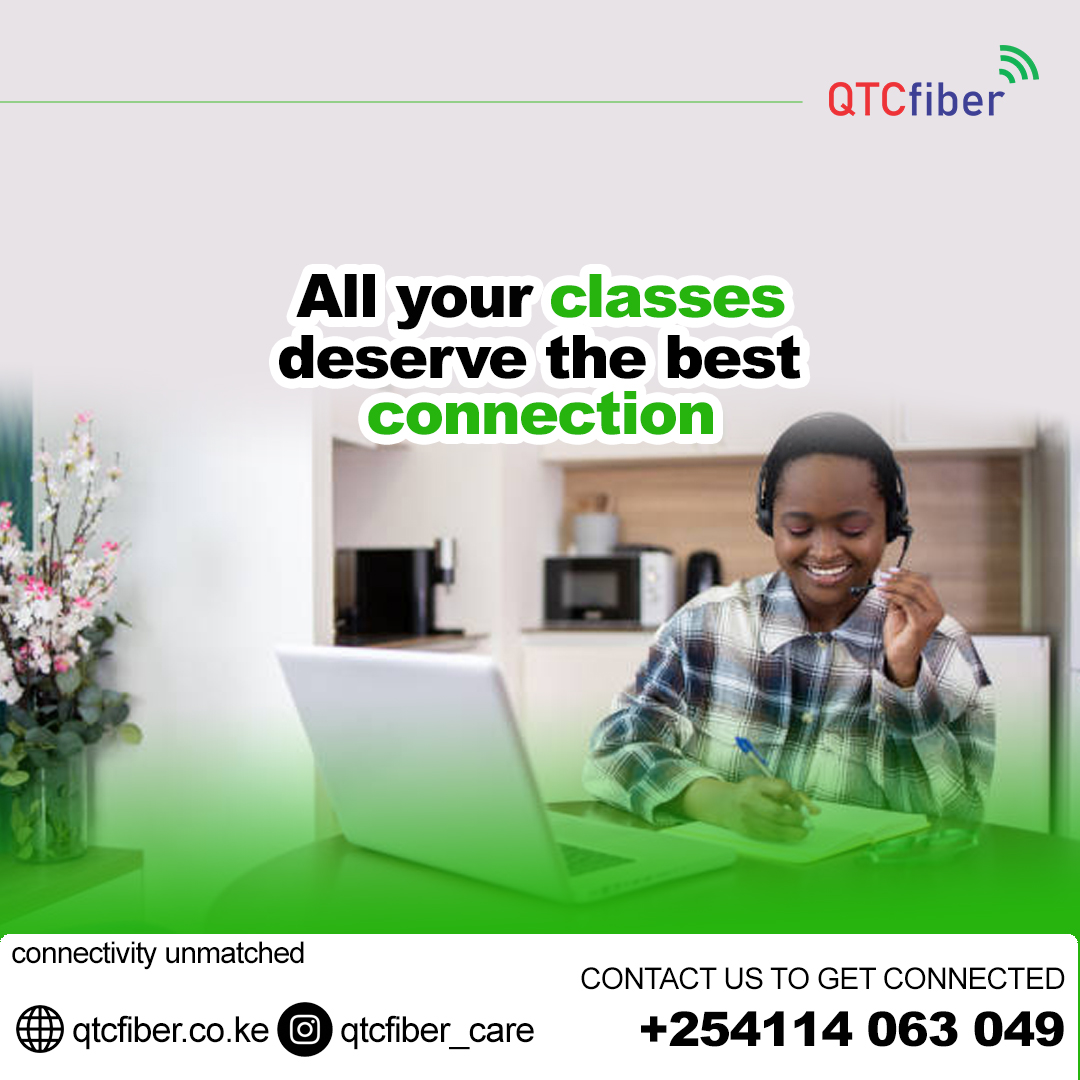 QTCfiber
All your classes
deserve the best
connection
connectivity unmatched
CONTACT US TO GET CONNECTED
qtcfiber.co.ke qtcfiber_care
+254114 063 049